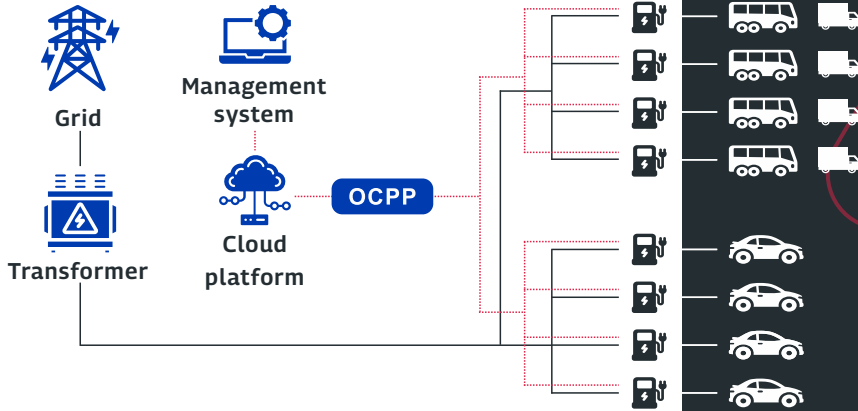 Grid
Management
system
Transformer
Cloud
platform
OCPP